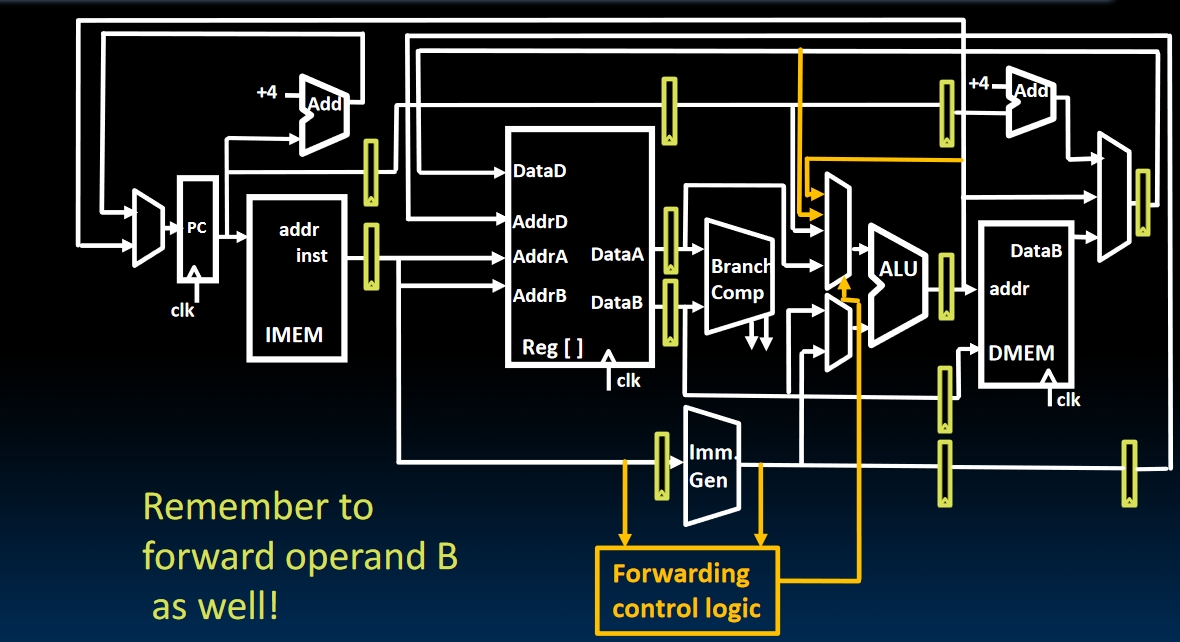 +4
Add
+4
Add
DataD
AddrD
AddrA
DataA
AddrB
DataB
Reg [ ]
clk
PC
clk
addr
inst
IMEM
Branch
Comp
ALU
DataB
addr
DMEM
clk
Imm.
Gen
Forwarding
control logic
Remember to
forward operand B
as well!